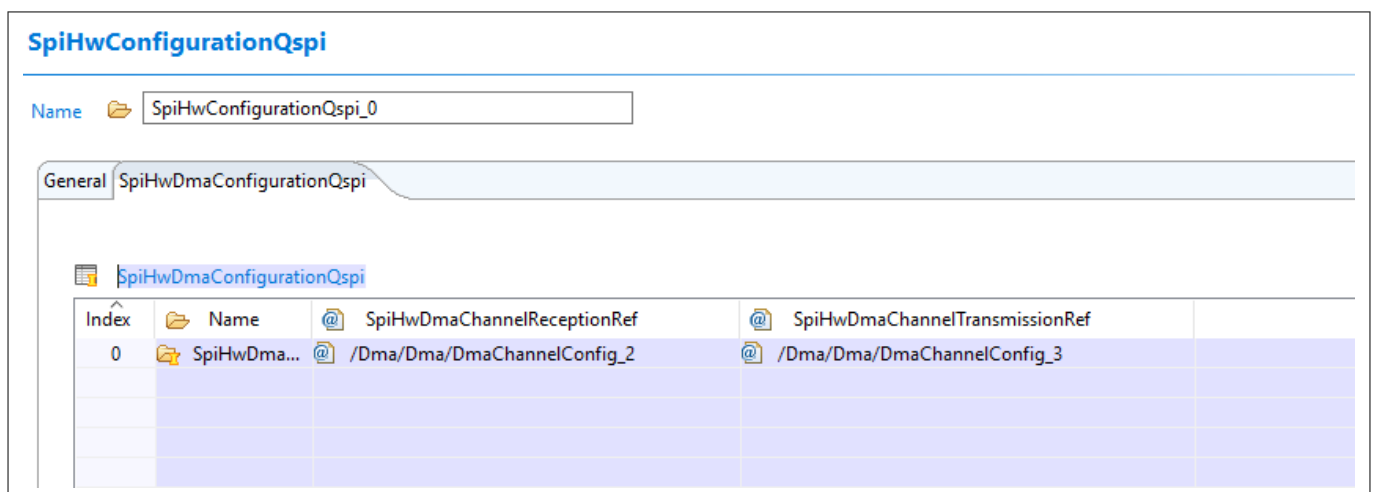 SpiHwConfigurationQspi
Name SpiHwConfigurationQspi_0
General SpiHwDmaConfigurationQspi
SpiHwDmaConfigurationQspi
Index Name SpiHwDmaChannelReceptionRef SpiHwDmaChannelTransmissionRef
0 SpiHwDma... /Dma/Dma/DmaChannelConfig_2 /Dma/Dma/DmaChannelConfig_3